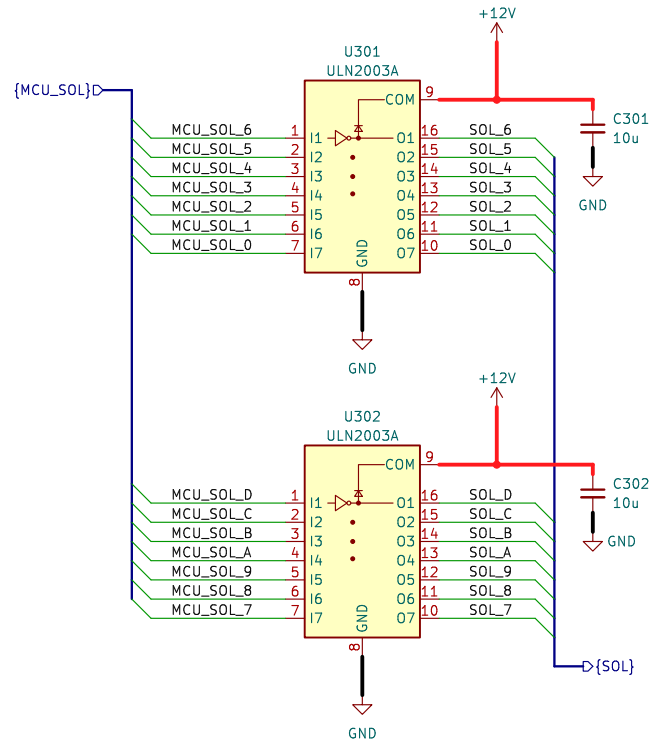 +12V
U301
ULN2003A
{MCU_SOL}
9
COM
C301
10u
MCU_SOL_6 1 I1 O1 16 SOL_6
MCU_SOL_5 2 I2 O2 15 SOL_5
MCU_SOL_4 3 I3 O3 14 SOL_4
MCU_SOL_3 4 I4 O4 13 SOL_3
MCU_SOL_2 5 I5 O5 12 SOL_2
MCU_SOL_1 6 I6 O6 11 SOL_1
MCU_SOL_0 7 I7 O7 10 SOL_0
GND
GND
8
GND
+12V
U302
ULN2003A
9
COM
C302
10u
MCU_SOL_D 1 I1 O1 16 SOL_D
MCU_SOL_C 2 I2 O2 15 SOL_C
MCU_SOL_B 3 I3 O3 14 SOL_B
GND
MCU_SOL_A 4 I4 O4 13 SOL_A
MCU_SOL_9 5 I5 O5 12 SOL_9
MCU_SOL_8 6 I6 O6 11 SOL_8
MCU_SOL_7 7 I7 O7 10 SOL_7
GND
8
{SOL}
GND